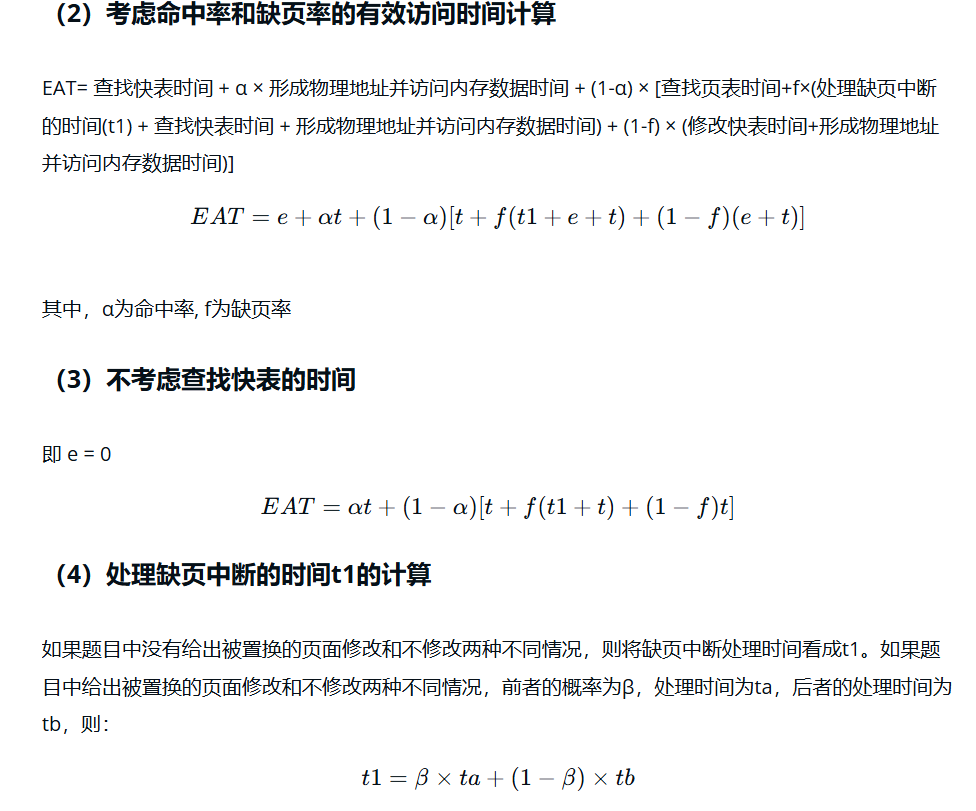 （2）考虑命中率和缺页率的有效访问时间计算
EAT= 查找快表时间 + α × 形成物理地址并访问内存数据时间 + (1-α) × [查找页表时间+f×(处理缺页中断
的时间(t1) + 查找快表时间 + 形成物理地址并访问内存数据时间) + (1-f) × (修改快表时间+形成物理地址
并访问内存数据时间)]
EAT = e + αt + (1 − α)[t + f(t1 + e + t) + (1 − f)(e + t)]
其中，α为命中率, f为缺页率
（3）不考虑查找快表的时间
即 e = 0
EAT = αt + (1 − α)[t + f(t1 + t) + (1 − f)t]
（4）处理缺页中断的时间t1的计算
如果题目中没有给出被置换的页面修改和不修改两种不同情况，则将缺页中断处理时间看成t1。如果题
目中给出被置换的页面修改和不修改两种不同情况，前者的概率为β，处理时间为ta，后者的处理时间为
tb，则：
t1 = β × ta + (1 − β) × tb